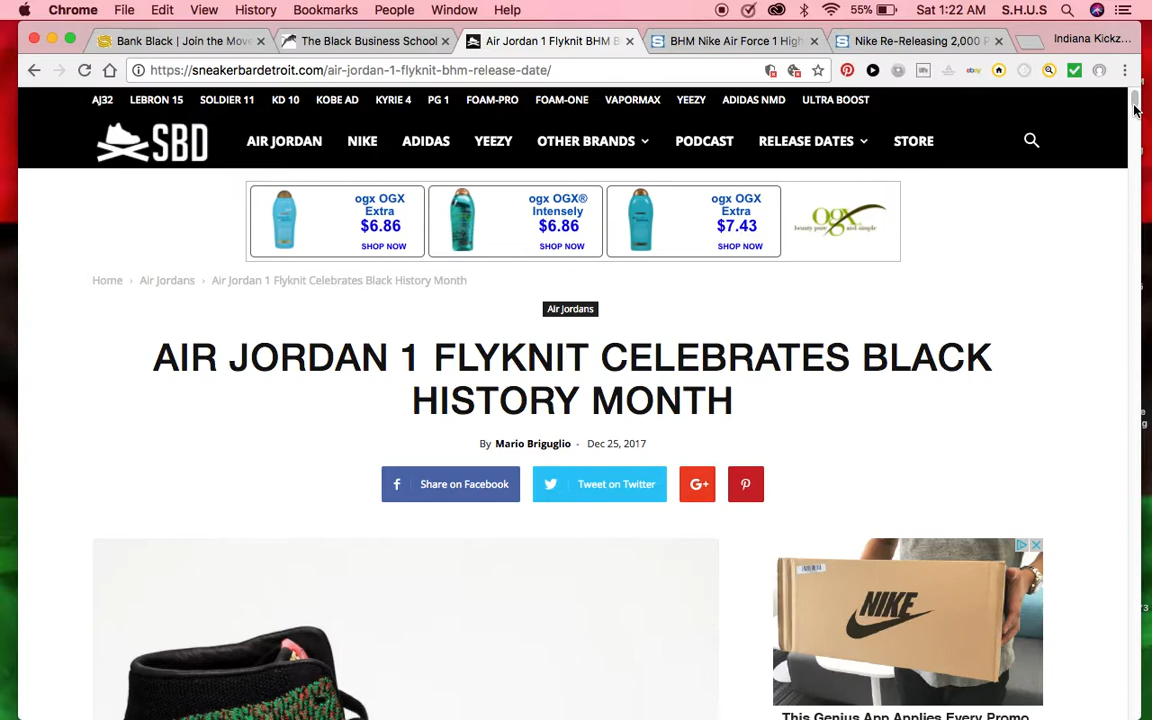 Chrome File Edit View History Bookmarks People Window Help 55% Sat 1:22 AM S.H.U.S
Bank Black | Join the Move × The Black Business School × Air Jordan 1 Flyknit BHM B × BHM Nike Air Force 1 High × Nike Re-Releasing 2,000 P × Indiana Kickz...
https://sneakerbardetroit.com/air-jordan-1-flyknit-bhm-release-date/ ebay
AJ32 LEBRON 15 SOLDIER 11 KD 10 KOBE AD KYRIE 4 PG 1 FOAM-PRO FOAM-ONE VAPORMAX YEEZY ADIDAS NMD ULTRA BOOST
SBD AIR JORDAN NIKE ADIDAS YEEZY OTHER BRANDS PODCAST RELEASE DATES STORE
ogx OGX Extra $6.86 SHOP NOW
ogx OGX® Intensely $6.86 SHOP NOW
ogx OGX Extra $7.43 SHOP NOW
ogx
beauty pure and simple
Home › Air Jordans › Air Jordan 1 Flyknit Celebrates Black History Month
Air Jordans
AIR JORDAN 1 FLYKNIT CELEBRATES BLACK
HISTORY MONTH
By Mario Briguglio - Dec 25, 2017
f Share on Facebook Tweet on Twitter G+
NIKE
This Genius App Applies Every Promo